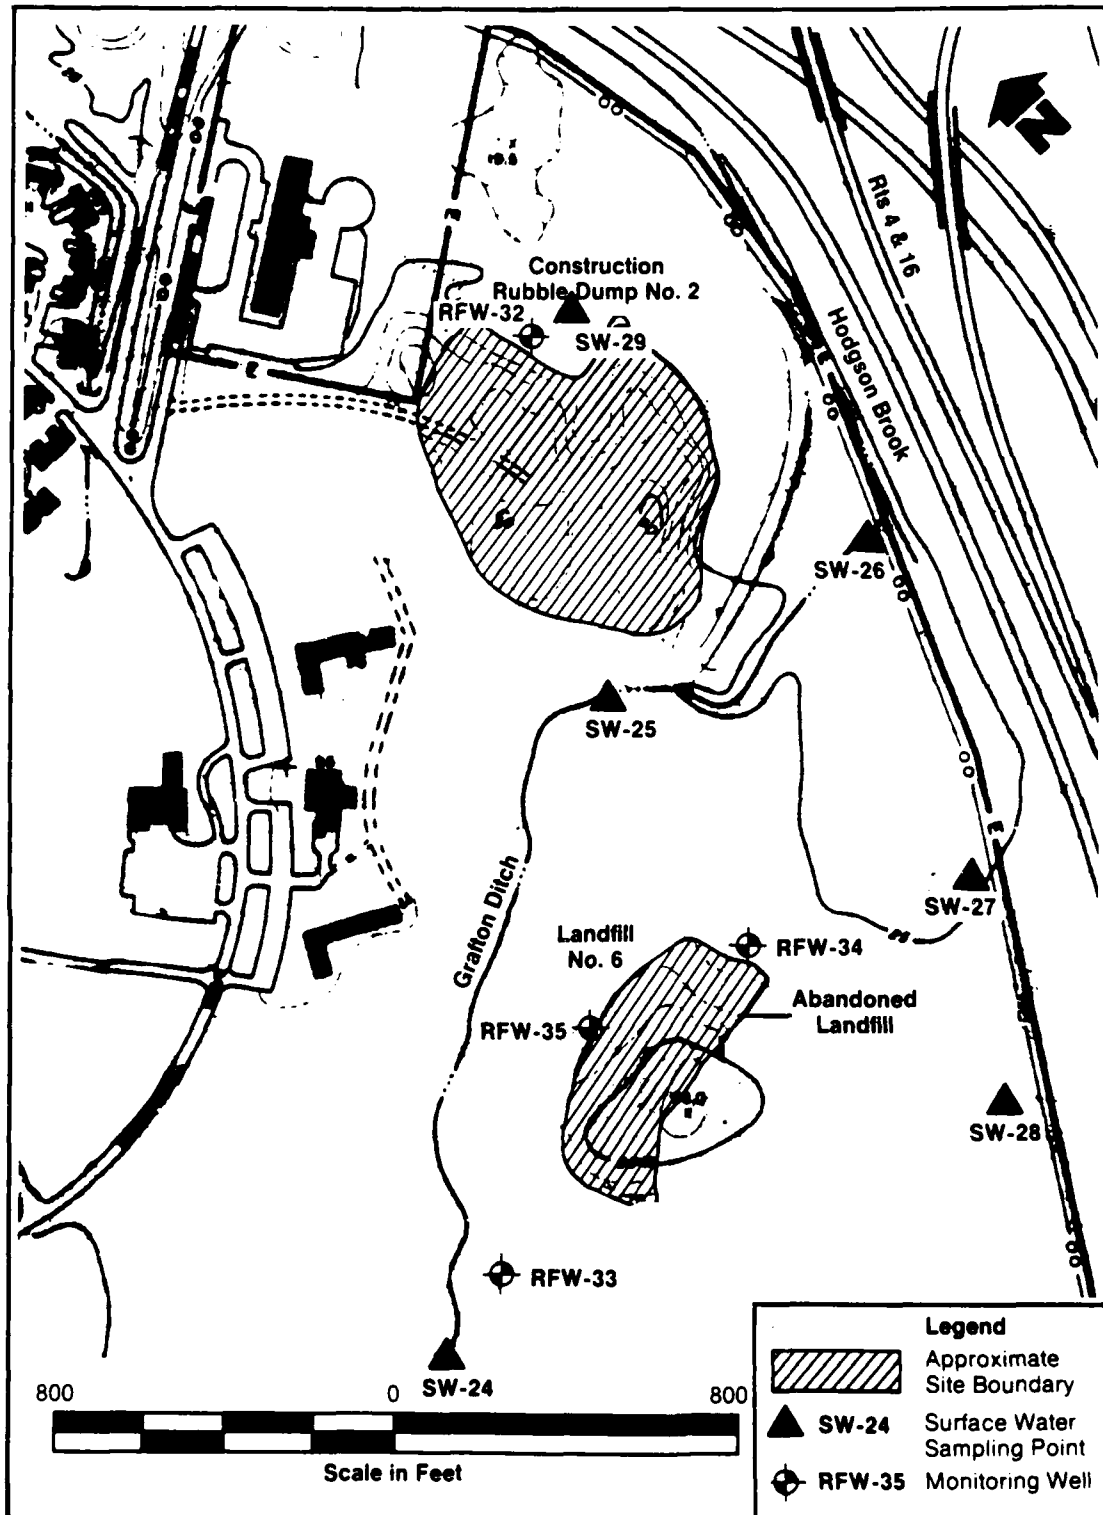 N
19.5
Rts 4 & 16
Construction
Rubble Dump No. 2
RFW-32
SW-29
Hodgson Brook
E
SW-26
SW-25
E
SW-27
Grafton Ditch
Landfill
No. 6
RFW-34
Abandoned
Landfill
RFW-35
SW-28
RFW-33
SW-24
800
0
800
Scale in Feet
Legend
Approximate
Site Boundary
SW-24
Surface Water
Sampling Point
RFW-35
Monitoring Well